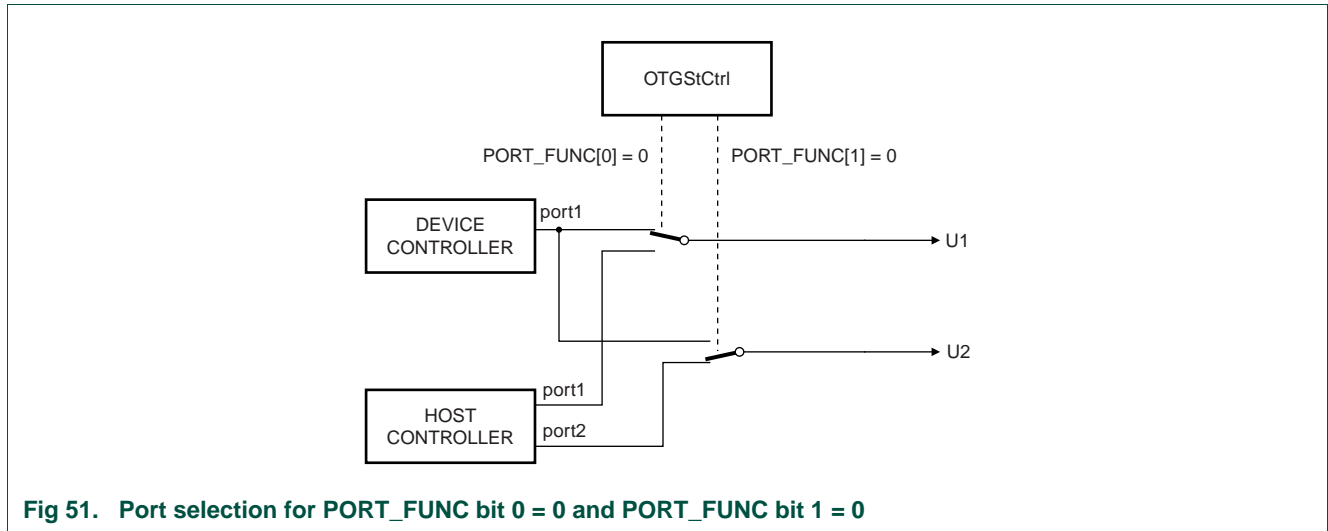 OTGStCtrl
PORT_FUNC[0] = 0
PORT_FUNC[1] = 0
port1
DEVICE
CONTROLLER
U1
U2
port1
HOST
CONTROLLER
port2
Fig 51. Port selection for PORT_FUNC bit 0 = 0 and PORT_FUNC bit 1 = 0